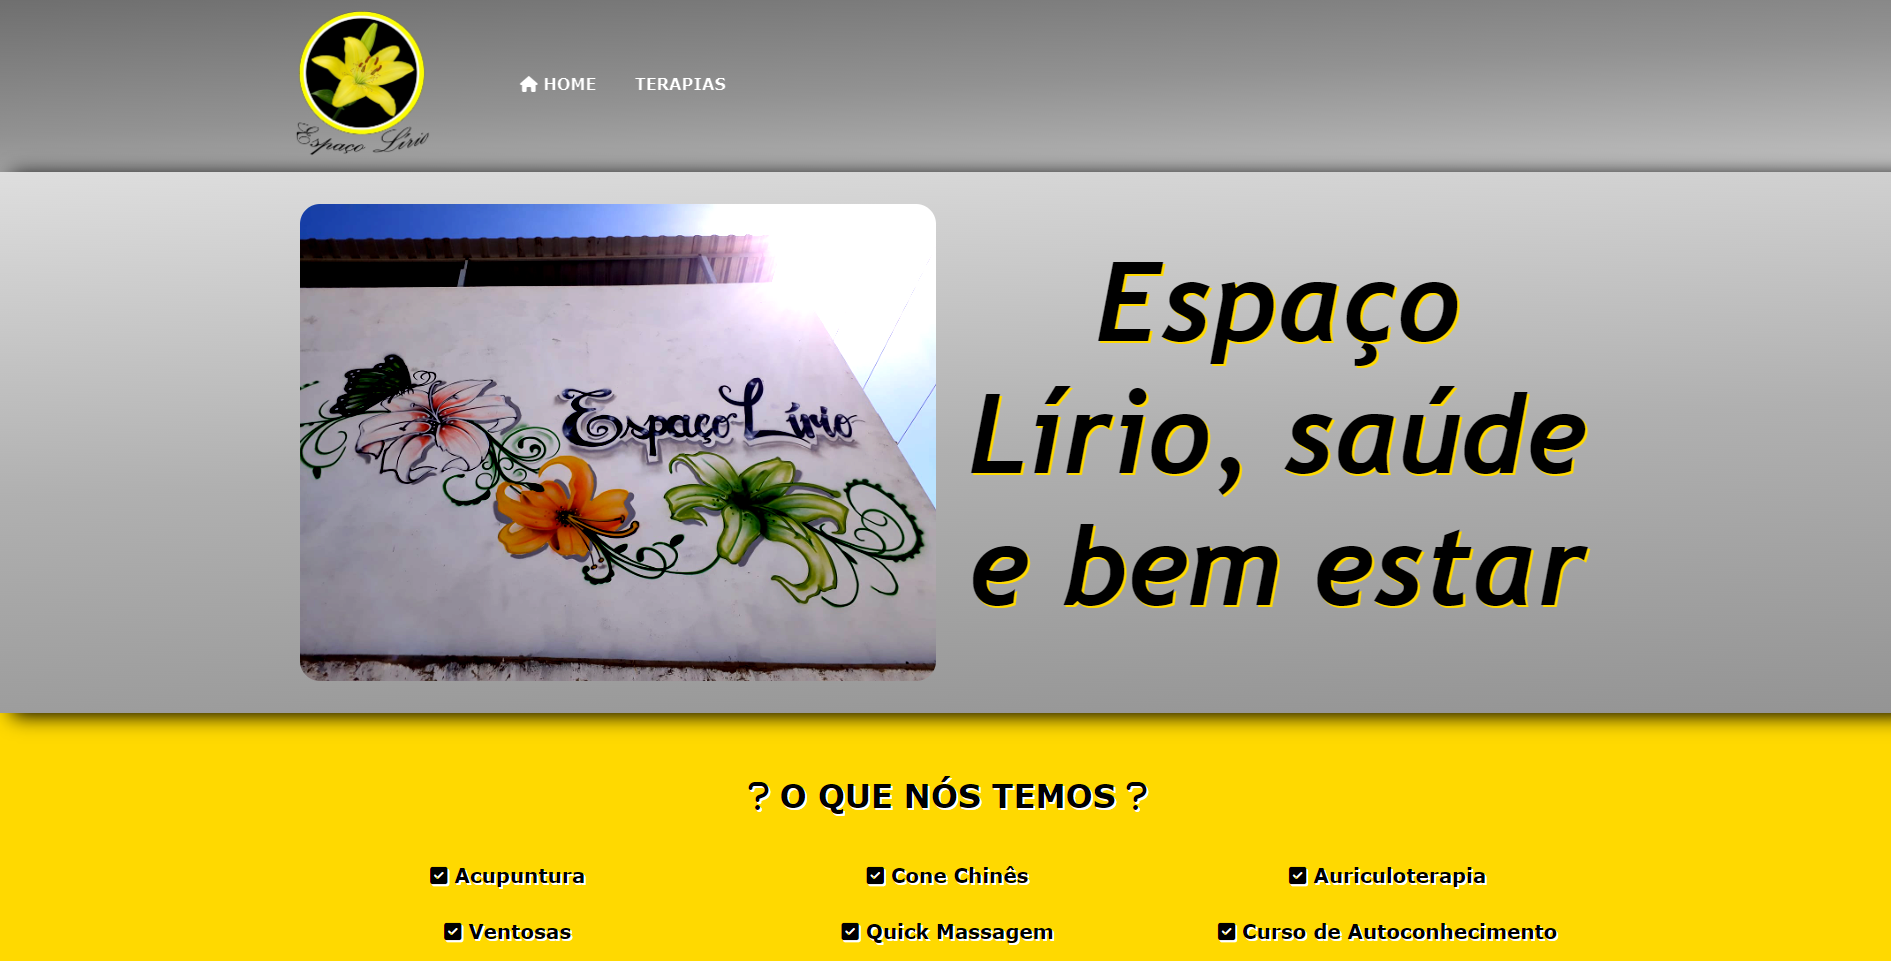 Espaço Lírio
HOME TERAPIAS
Espaço Lírio
Espaço
Lírio, saúde
e bem estar
? O QUE NÓS TEMOS ?
Acupuntura
Cone Chinês
Auriculoterapia
Ventosas
Quick Massagem
Curso de Autoconhecimento